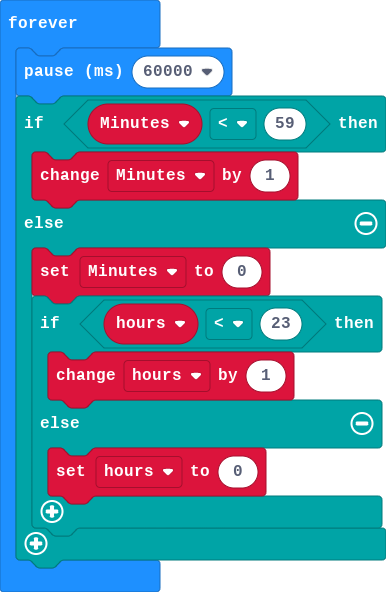 forever
pause (ms) 60000
if Minutes < 59 then
change Minutes by 1
else
set Minutes to 0
if hours < 23 then
change hours by 1
else
set hours to 0